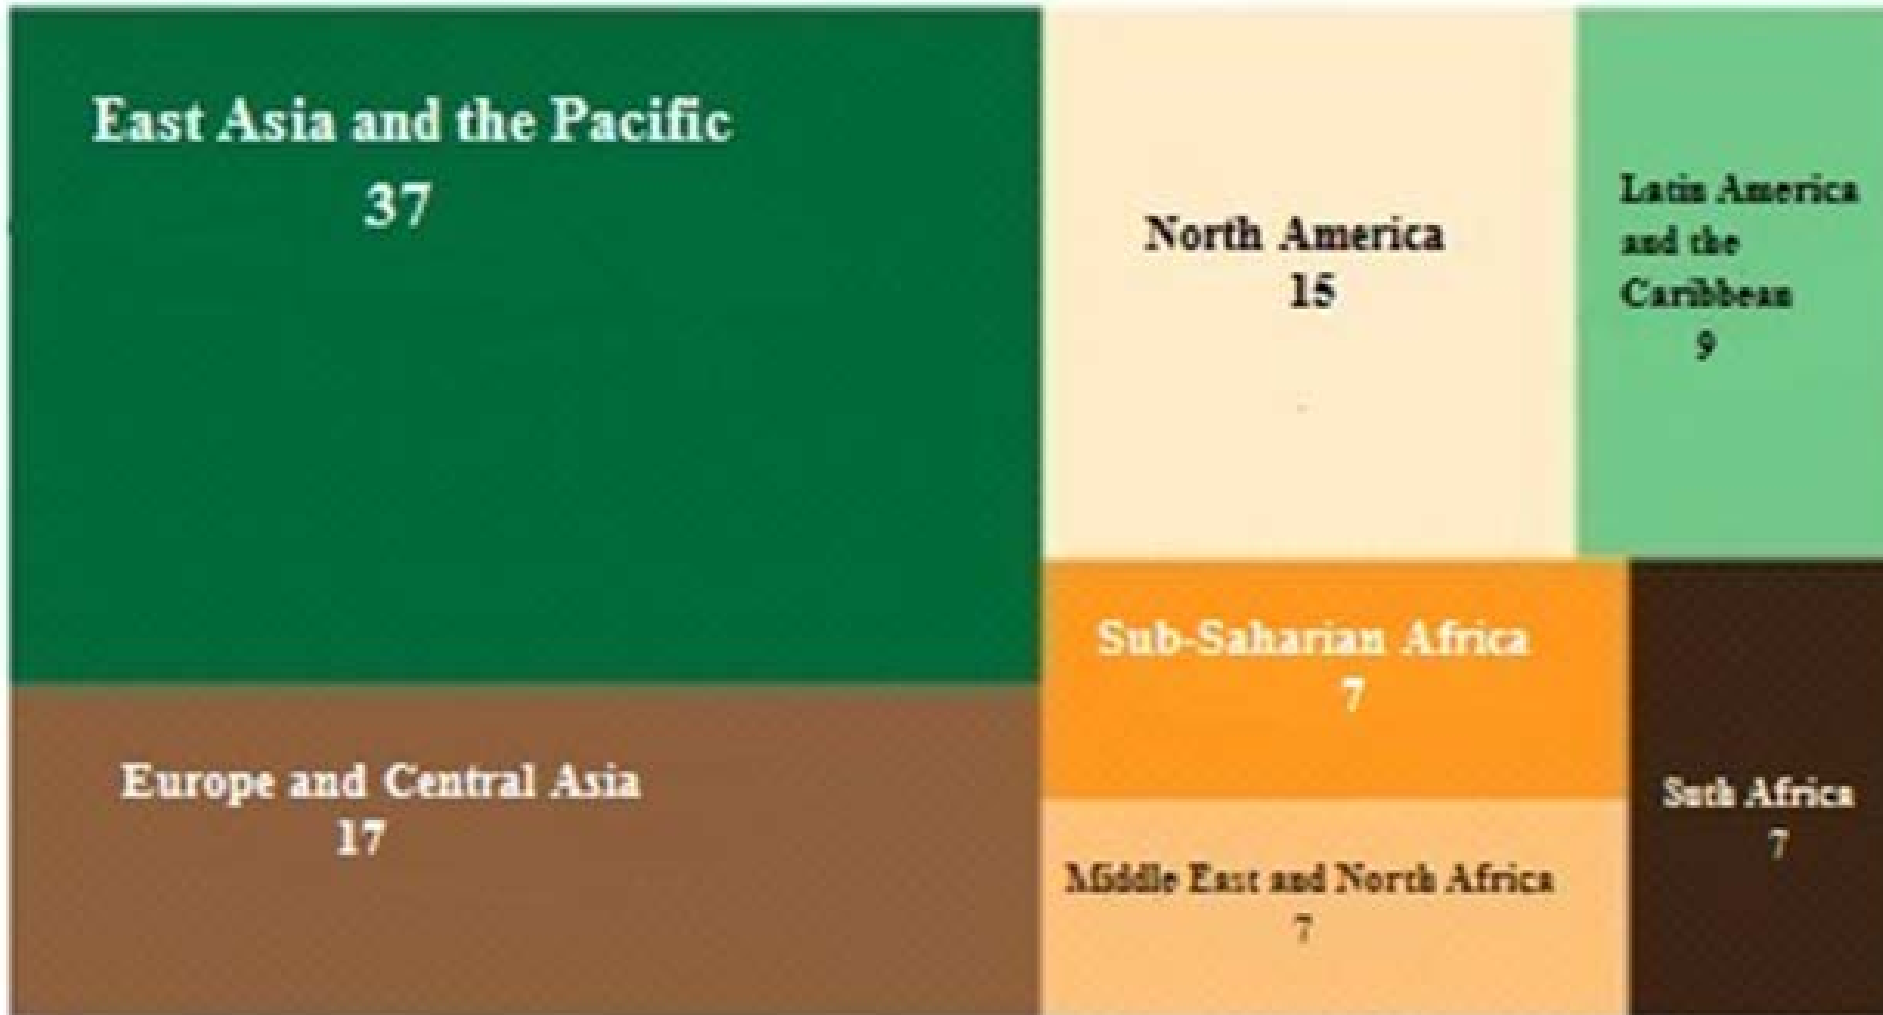 East Asia and the Pacific
37
North America
15
Latin America
and the
Caribbean
9
Sub-Saharian Africa
7
Suth Africa
7
Europe and Central Asia
17
Middle East and North Africa
7